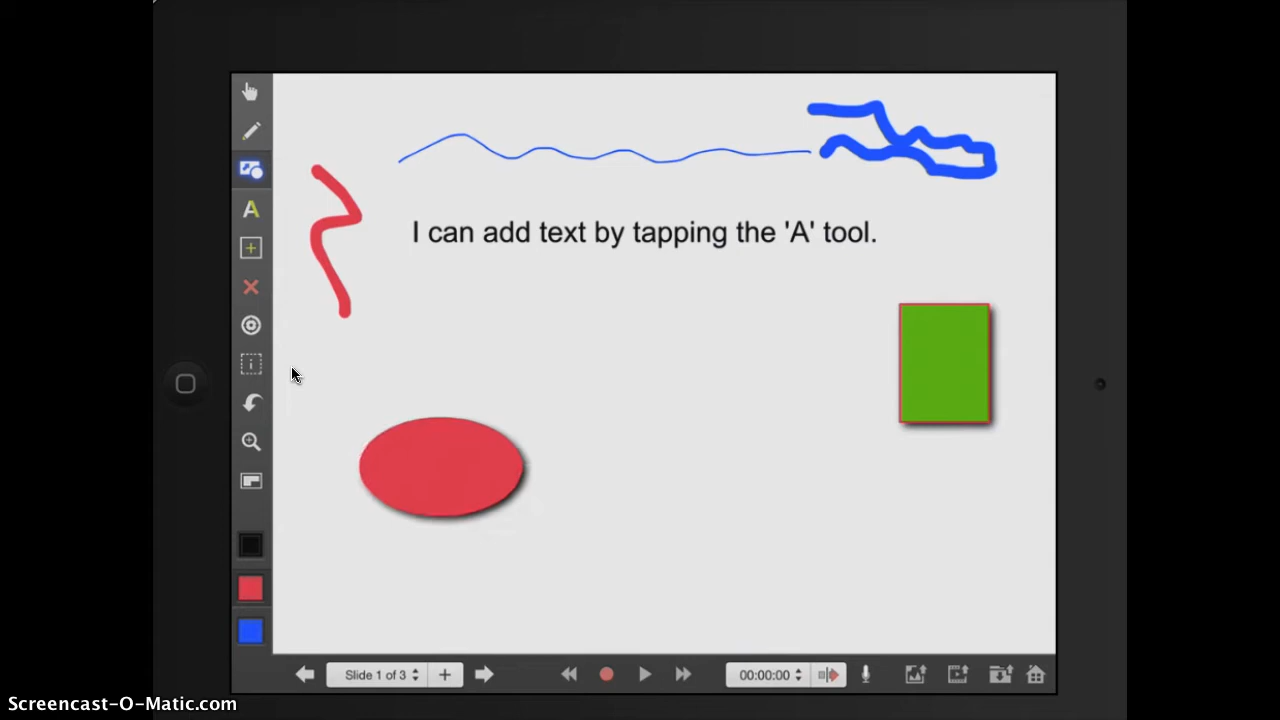 I can add text by tapping the 'A' tool.
A
Slide 1 of 3
00:00:00
Screencast-O-Matic.com